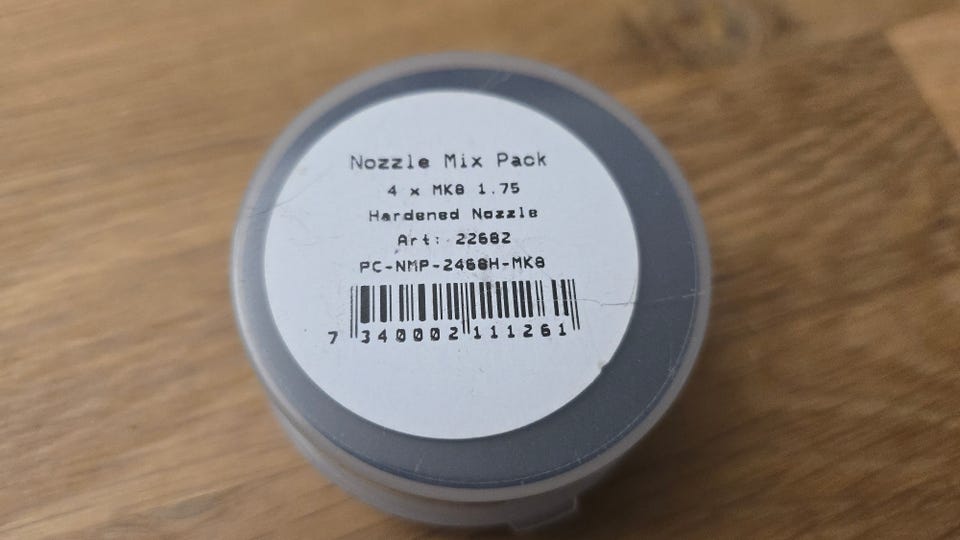 Nozzle Mix Pack
4 x MK8 1.75
Hardened Nozzle
Art: 22682
PC-NMP-2468H-MK8
7 340002 111261